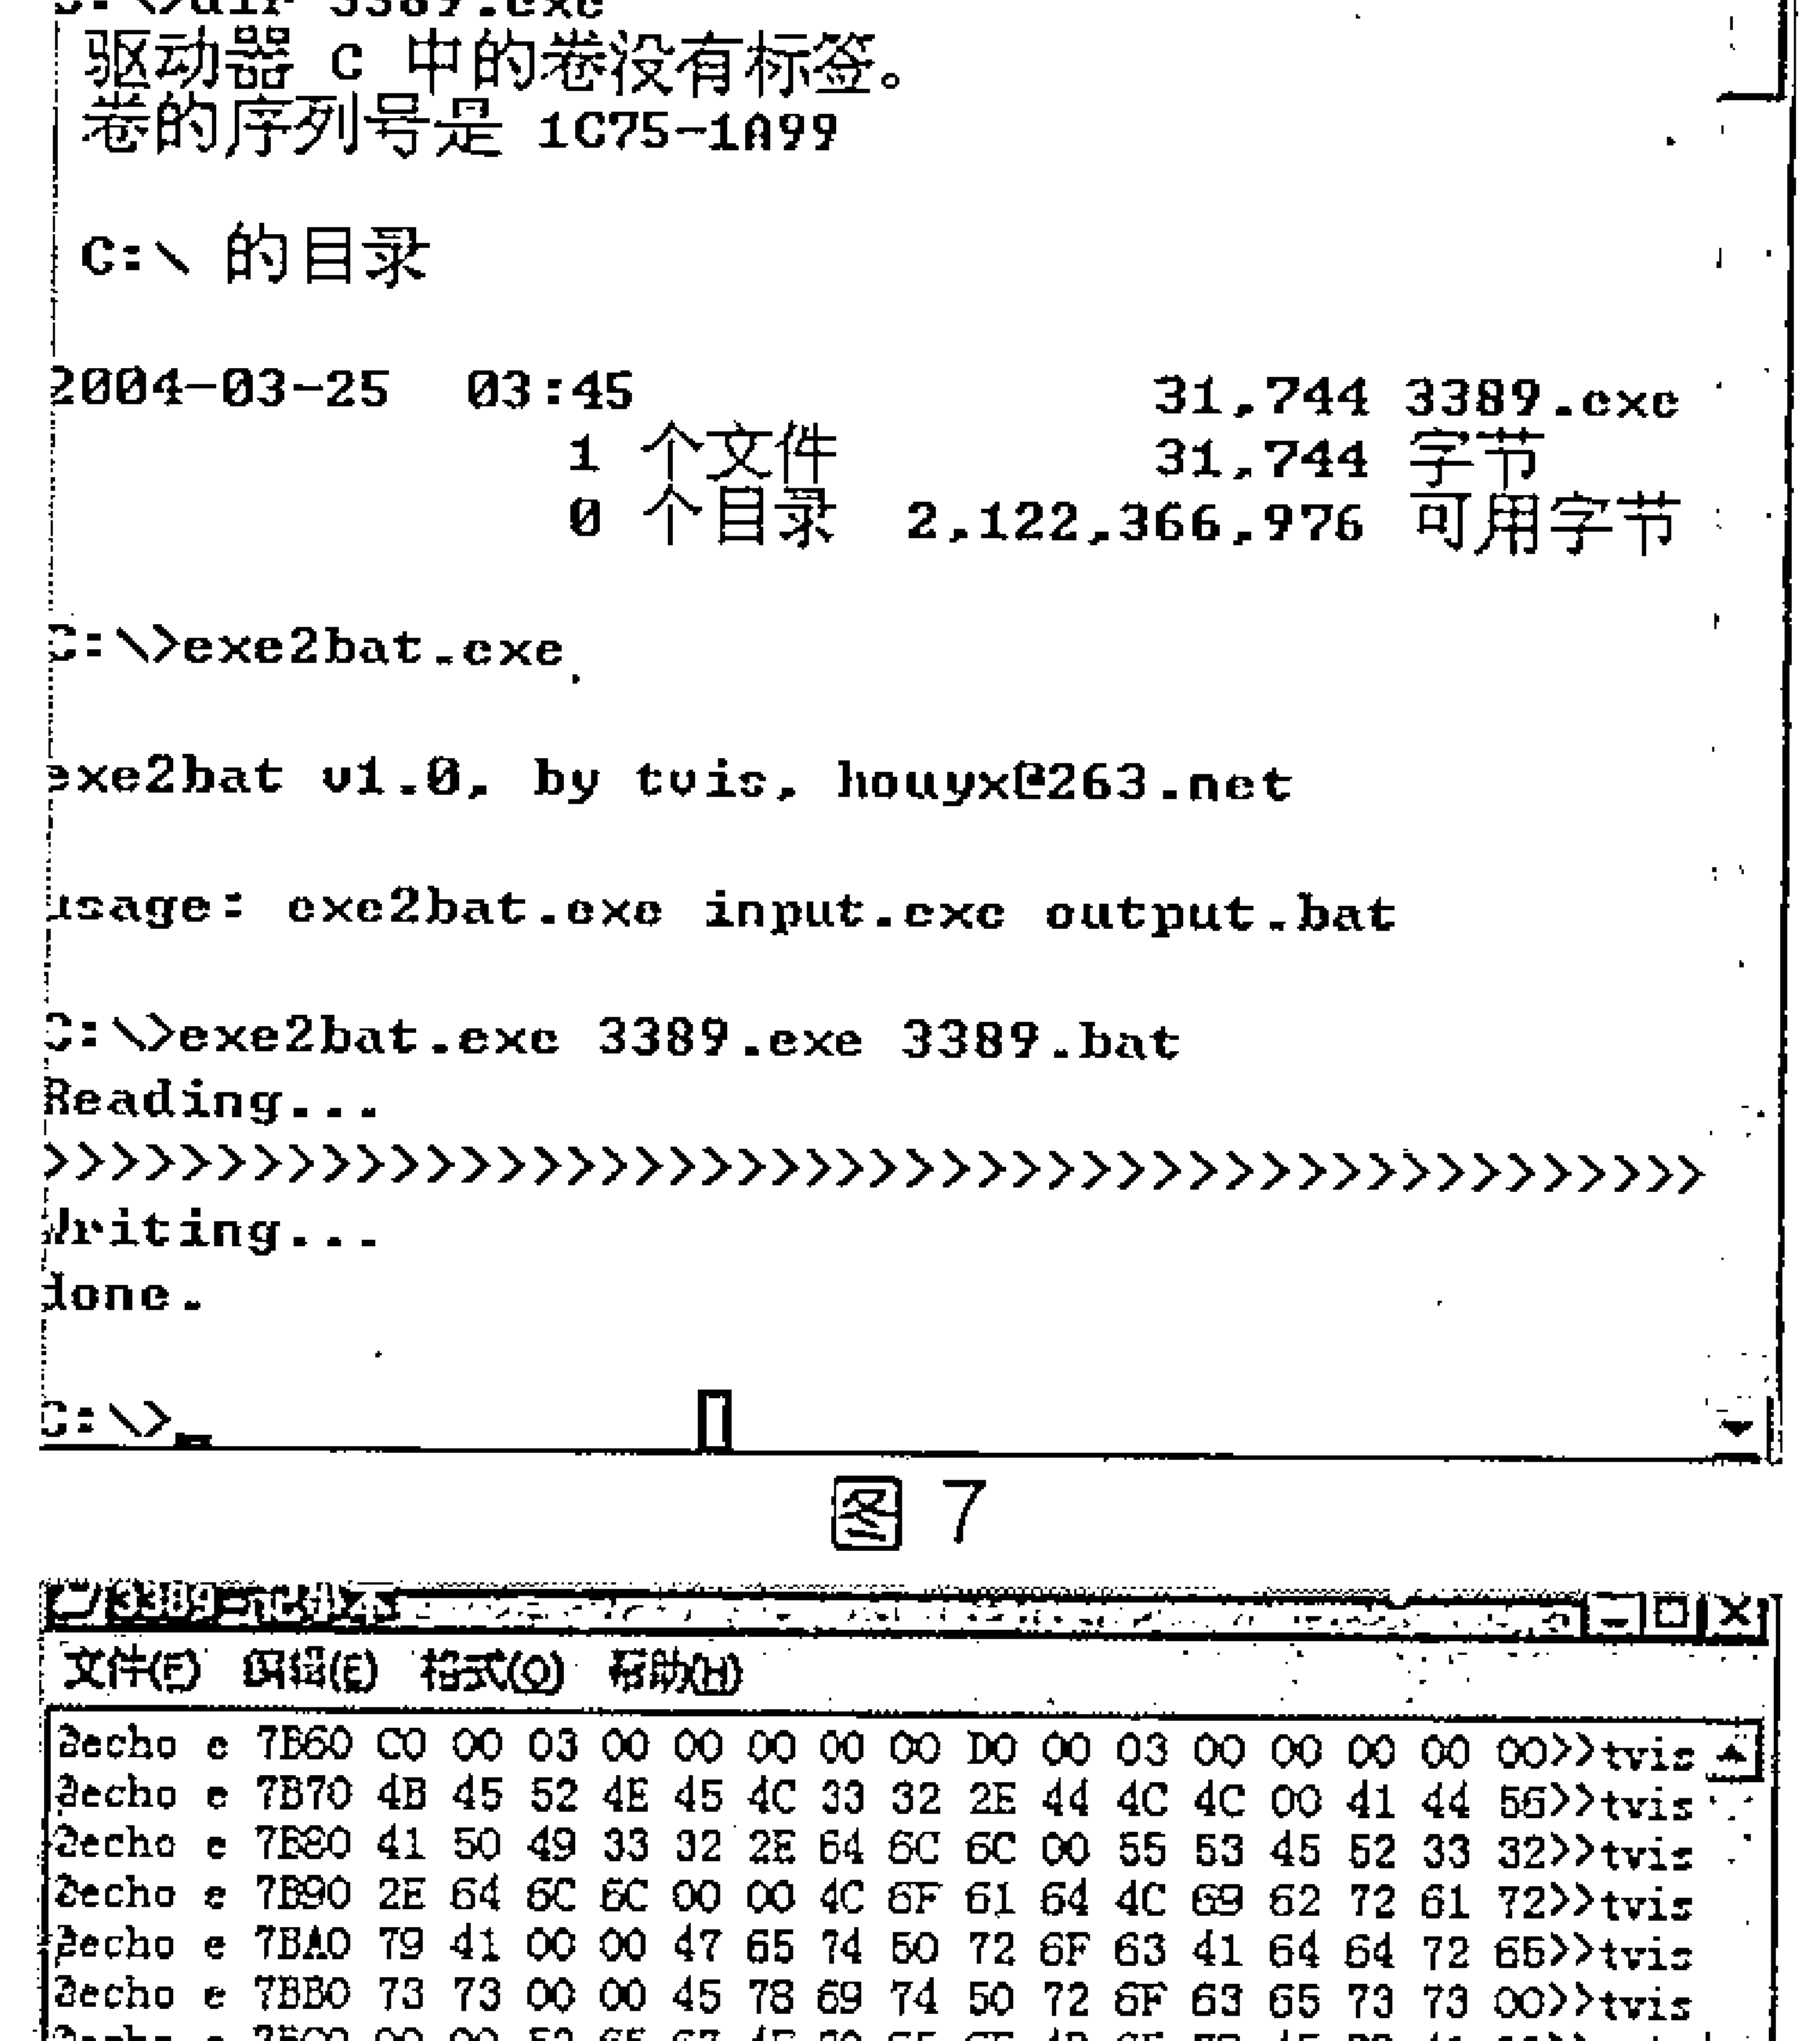 C:\>dir 3389.exe
驱动器 C 中的卷没有标签。
卷的序列号是 1C75-1A99
C:\ 的目录
2004-03-25 03:45 31,744 3389.exe
1 个文件 31,744 字节
0 个目录 2,122,366,976 可用字节
C:\>exe2bat.exe
exe2bat v1.0, by tvis, houyx@263.net
usage: exe2bat.exe input.exe output.bat
C:\>exe2bat.exe 3389.exe 3389.bat
Reading...
>>>>>>>>>>>>>>>>>>>>>>>>>>>>>>>>>>>>>>>>>>>>>>>>
Writing...
done.
C:\>_
图 7
3389 - 记事本
文件(F) 编辑(E) 格式(O) 帮助(H)
@echo e 7B60 C0 00 03 00 00 00 00 00 D0 00 03 00 00 00 00 00>>tvis
@echo e 7B70 4B 45 52 4E 45 4C 33 32 2E 44 4C 4C 00 41 44 56>>tvis
@echo e 7B80 41 50 49 33 32 2E 64 6C 6C 00 55 53 45 52 33 32>>tvis
@echo e 7B90 2E 64 6C 6C 00 00 4C 6F 61 64 4C 69 62 72 61 72>>tvis
@echo e 7BA0 79 41 00 00 47 65 74 50 72 6F 63 41 64 64 72 65>>tvis
@echo e 7BB0 73 73 00 00 45 78 69 74 50 72 6F 63 65 73 73 00>>tvis